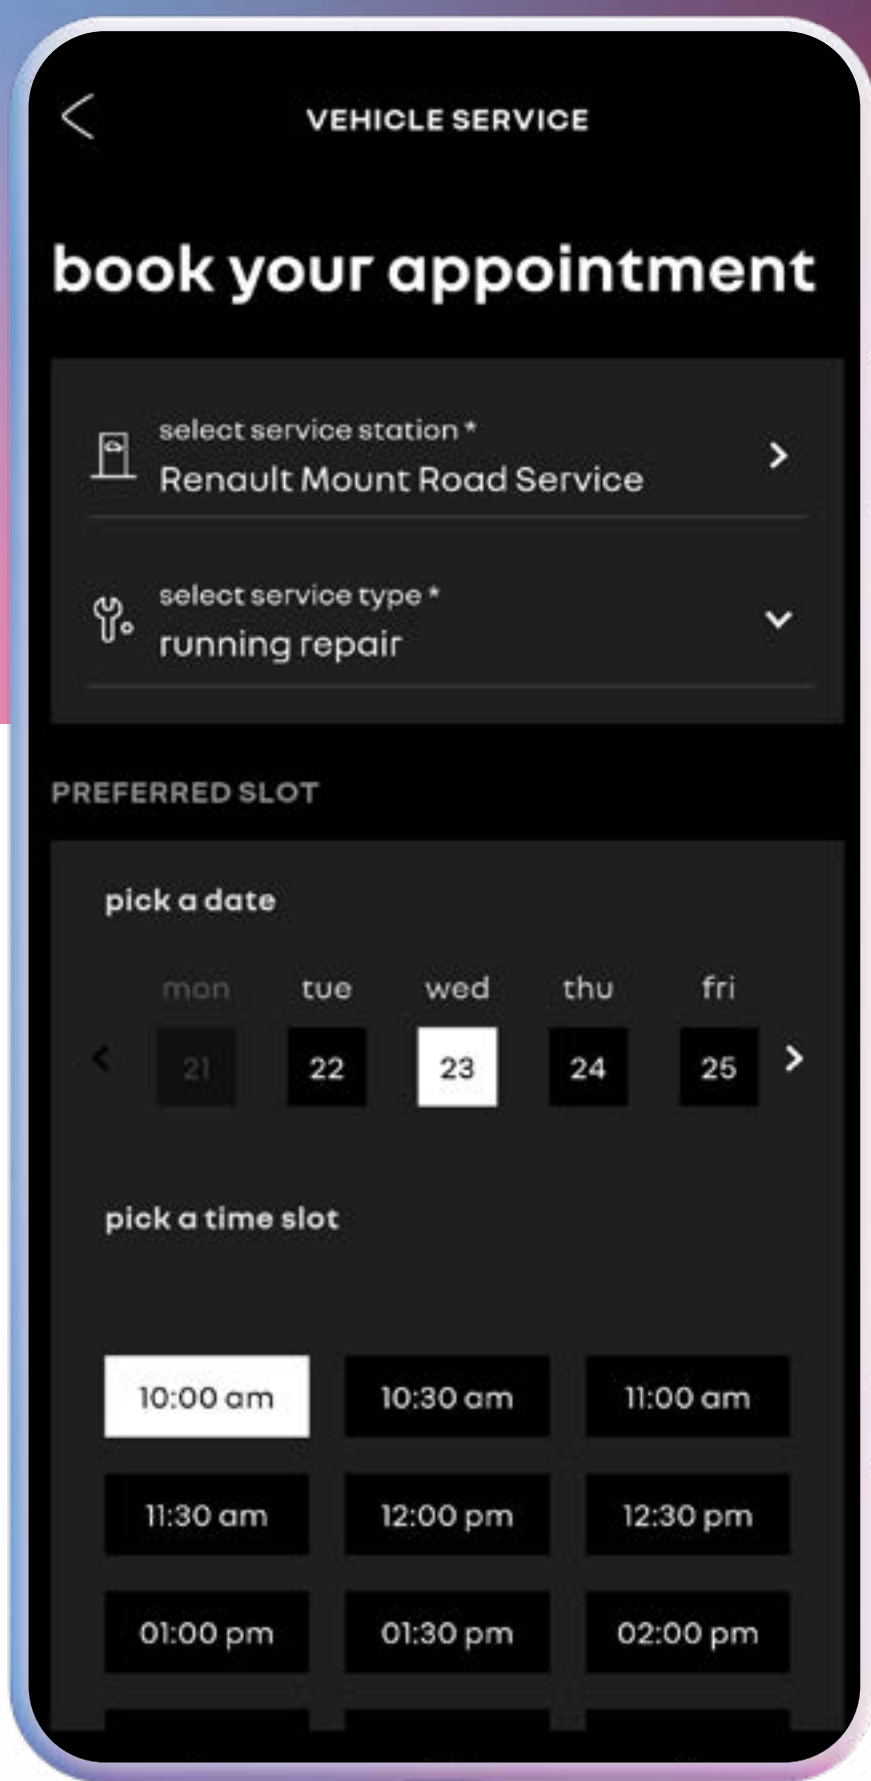 VEHICLE SERVICE
book your appointment
select service station *
Renault Mount Road Service
select service type *
running repair
PREFERRED SLOT
pick a date
mon tue wed thu fri
21 22 23 24 25
pick a time slot
10:00 am 10:30 am 11:00 am
11:30 am 12:00 pm 12:30 pm
01:00 pm 01:30 pm 02:00 pm